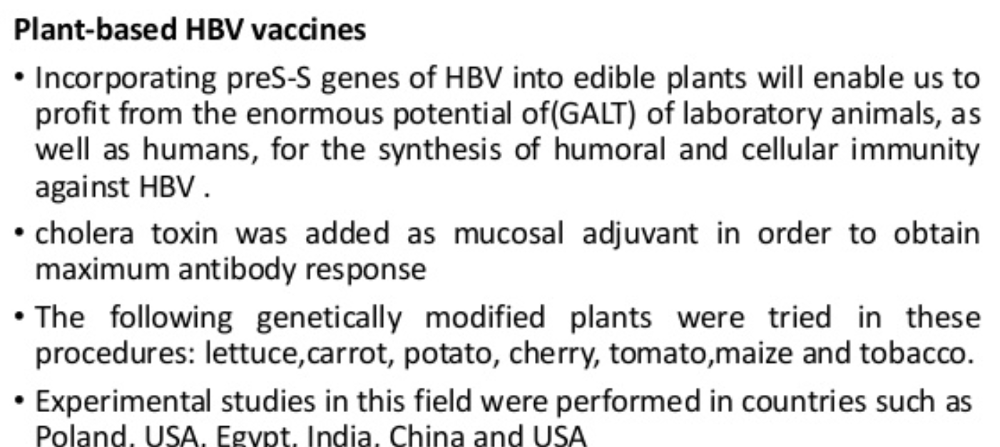 Plant-based HBV vaccines
• Incorporating preS-S genes of HBV into edible plants will enable us to
profit from the enormous potential of(GALT) of laboratory animals, as
well as humans, for the synthesis of humoral and cellular immunity
against HBV .
• cholera toxin was added as mucosal adjuvant in order to obtain
maximum antibody response
• The following genetically modified plants were tried in these
procedures: lettuce,carrot, potato, cherry, tomato,maize and tobacco.
• Experimental studies in this field were performed in countries such as
Poland, USA, Egypt, India, China and USA